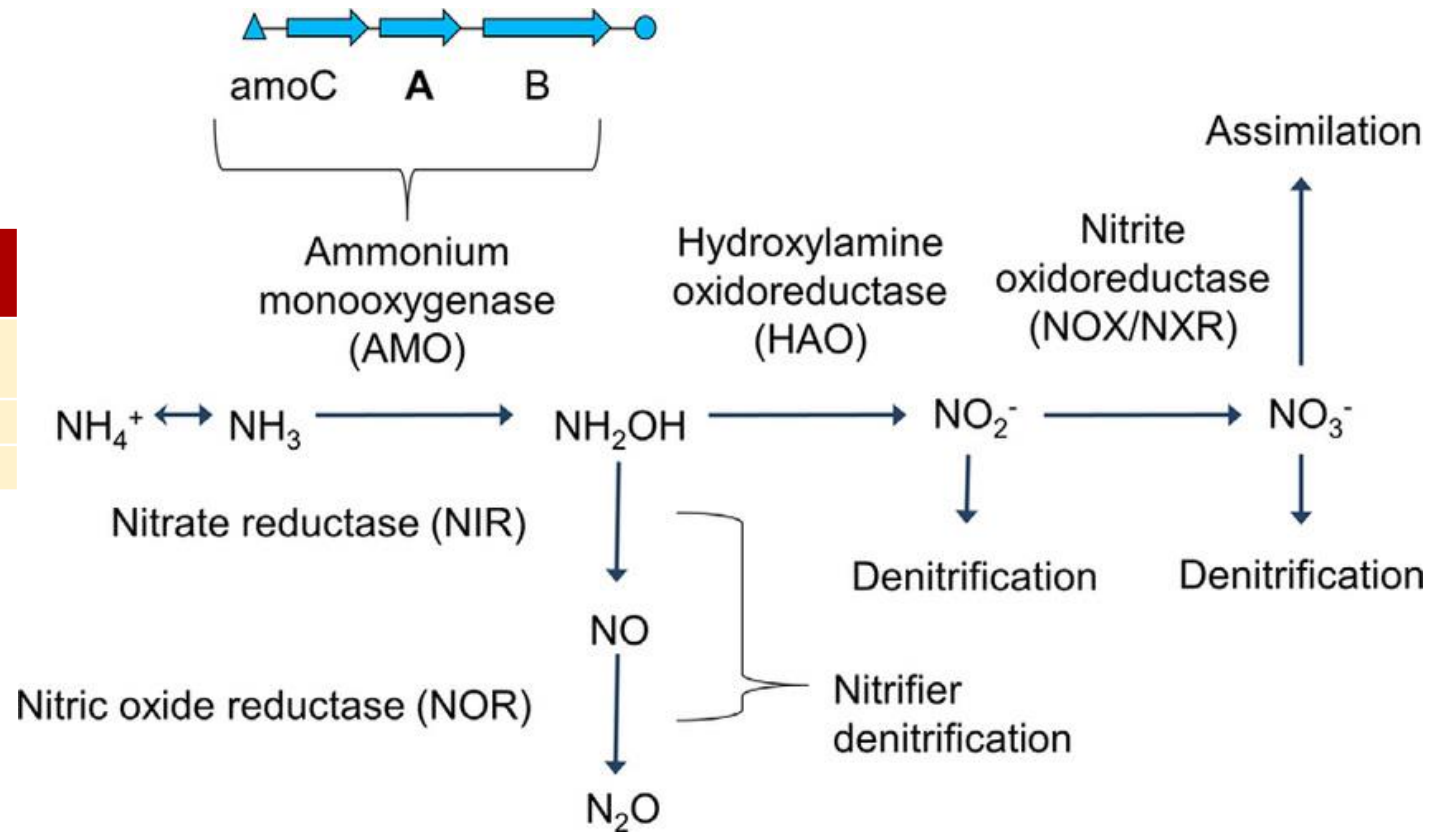 amoC A B
Assimilation
Ammonium
monooxygenase
(AMO)
Hydroxylamine
oxidoreductase
(HAO)
Nitrite
oxidoreductase
(NOX/NXR)
NH₄⁺ NH₃ NH₂OH NO₂⁻ NO₃⁻
Nitrate reductase (NIR)
Denitrification Denitrification
NO
Nitric oxide reductase (NOR)
Nitrifier
denitrification
N₂O